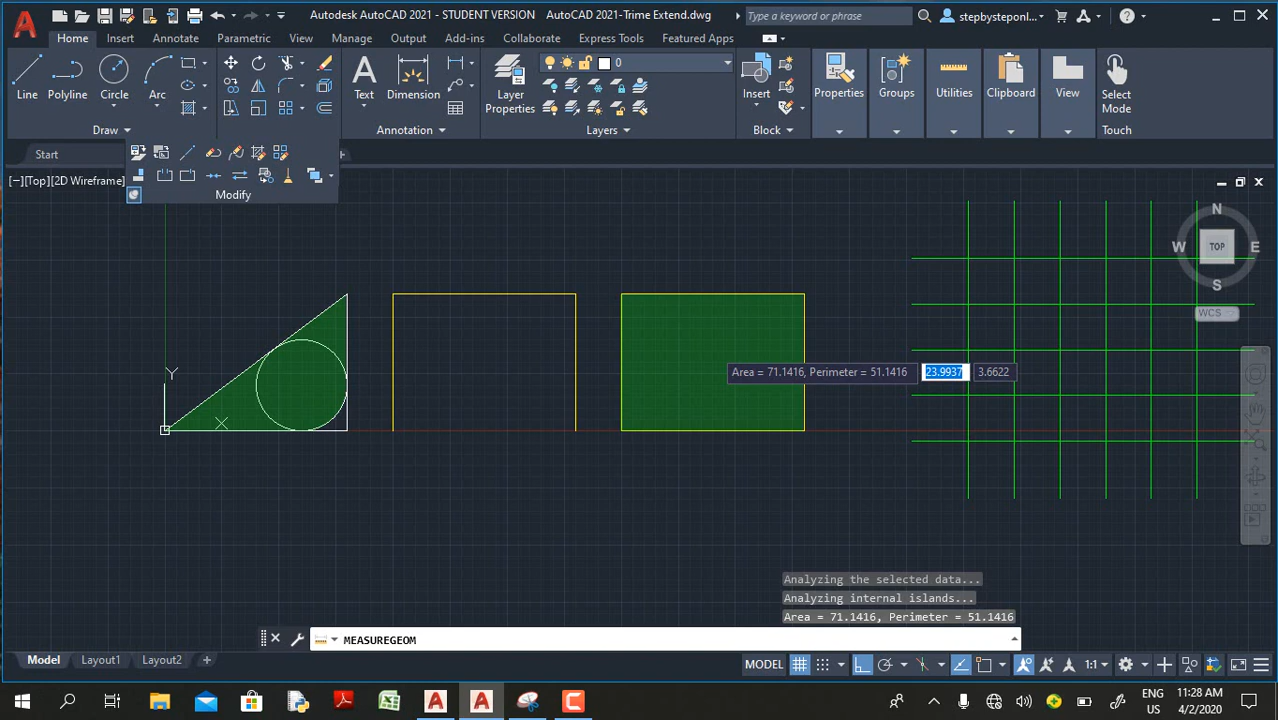 Autodesk AutoCAD 2021 - STUDENT VERSION AutoCAD 2021-Trime Extend.dwg
Type a keyword or phrase
stepbysteponl...
Home Insert Annotate Parametric View Manage Output Add-ins Collaborate Express Tools Featured Apps
0
Line Polyline Circle Arc Text Dimension Layer Properties Insert Properties Groups Utilities Clipboard View Select Mode
Draw Annotation Layers Block Touch
Start
[−][Top][2D Wireframe]
Modify
N
W TOP E
S
WCS
Y
X
Area = 71.1416, Perimeter = 51.1416 23.9937 3.6622
Analyzing the selected data...
Analyzing internal islands...
Area = 71.1416, Perimeter = 51.1416
MEASUREGEOM
Model Layout1 Layout2 + MODEL 1:1
ENG US
11:28 AM
4/2/2020